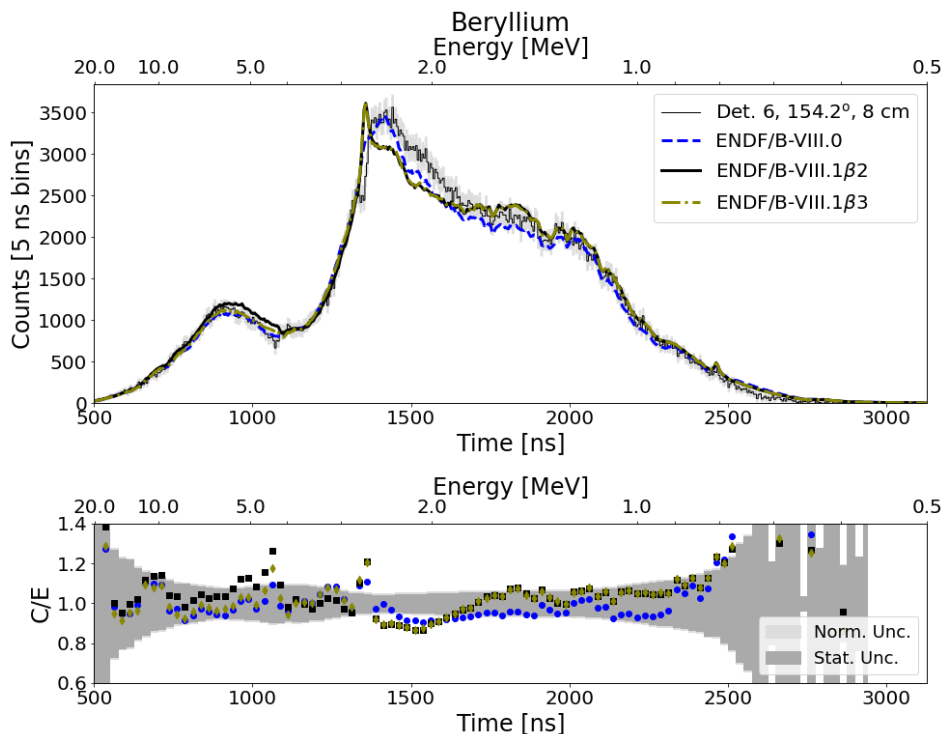 Beryllium
Energy [MeV]
20.0 10.0 5.0 2.0 1.0 0.5
Counts [5 ns bins]
3500
3000
2500
2000
1500
1000
500
0
Det. 6, 154.2⁰, 8 cm
ENDF/B-VIII.0
ENDF/B-VIII.1β2
ENDF/B-VIII.1β3
500 1000 1500 2000 2500 3000
Time [ns]
Energy [MeV]
20.0 10.0 5.0 2.0 1.0 0.5
C/E
1.4
1.2
1.0
0.8
0.6
Norm. Unc.
Stat. Unc.
500 1000 1500 2000 2500 3000
Time [ns]